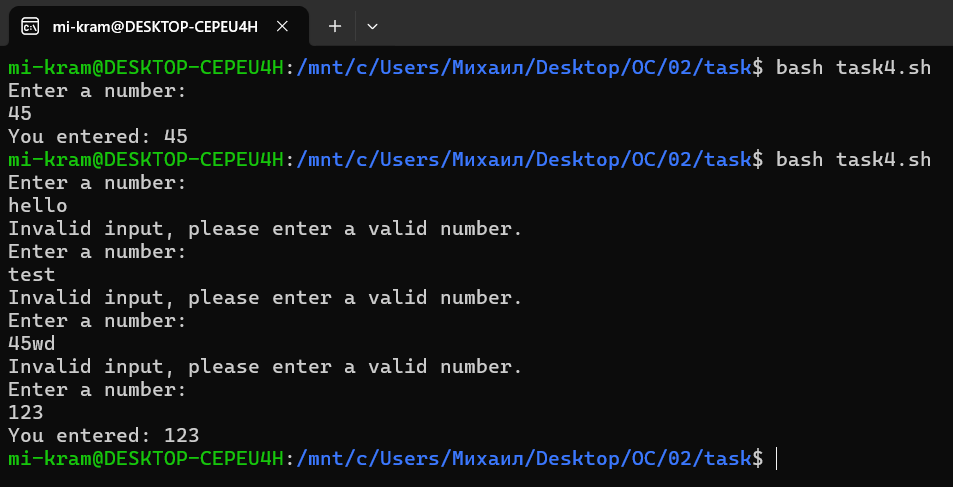 mi-kram@DESKTOP-CEPEU4H
mi-kram@DESKTOP-CEPEU4H:/mnt/c/Users/Михаил/Desktop/OC/02/task$ bash task4.sh
Enter a number:
45
You entered: 45
mi-kram@DESKTOP-CEPEU4H:/mnt/c/Users/Михаил/Desktop/OC/02/task$ bash task4.sh
Enter a number:
hello
Invalid input, please enter a valid number.
Enter a number:
test
Invalid input, please enter a valid number.
Enter a number:
45wd
Invalid input, please enter a valid number.
Enter a number:
123
You entered: 123
mi-kram@DESKTOP-CEPEU4H:/mnt/c/Users/Михаил/Desktop/OC/02/task$